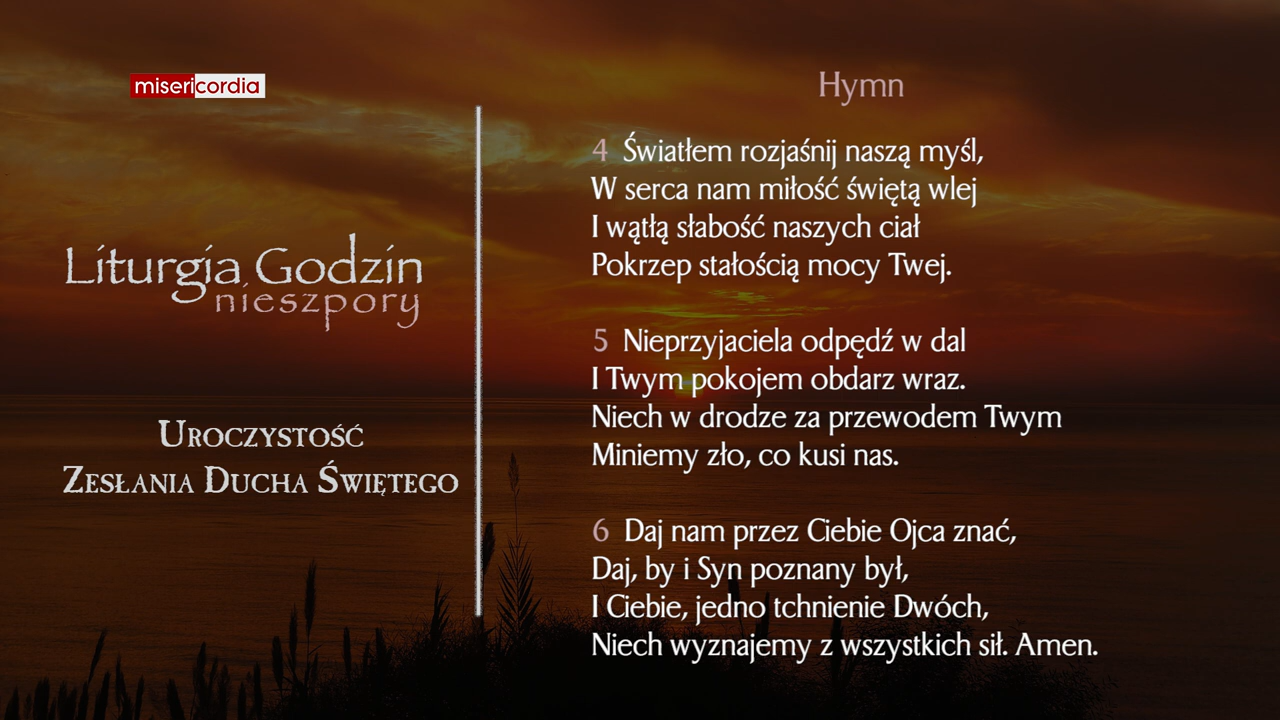 misericordia
Liturgia Godzin
nieszpory
Uroczystość
Zesłania Ducha Świętego
Hymn
4 Światłem rozjaśnij naszą myśl,
W serca nam miłość świętą wlej
I wątłą słabość naszych ciał
Pokrzep stałością mocy Twej.
5 Nieprzyjaciela odpędź w dal
I Twym pokojem obdarz wraz.
Niech w drodze za przewodem Twym
Miniemy zło, co kusi nas.
6 Daj nam przez Ciebie Ojca znać,
Daj, by i Syn poznany był,
I Ciebie, jedno tchnienie Dwóch,
Niech wyznajemy z wszystkich sił. Amen.